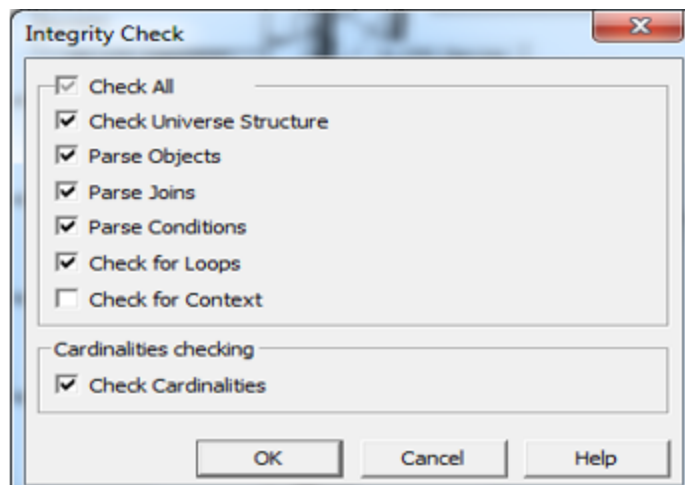 Integrity Check
Check All
Check Universe Structure
Parse Objects
Parse Joins
Parse Conditions
Check for Loops
Check for Context
Cardinalities checking
Check Cardinalities
OK Cancel Help